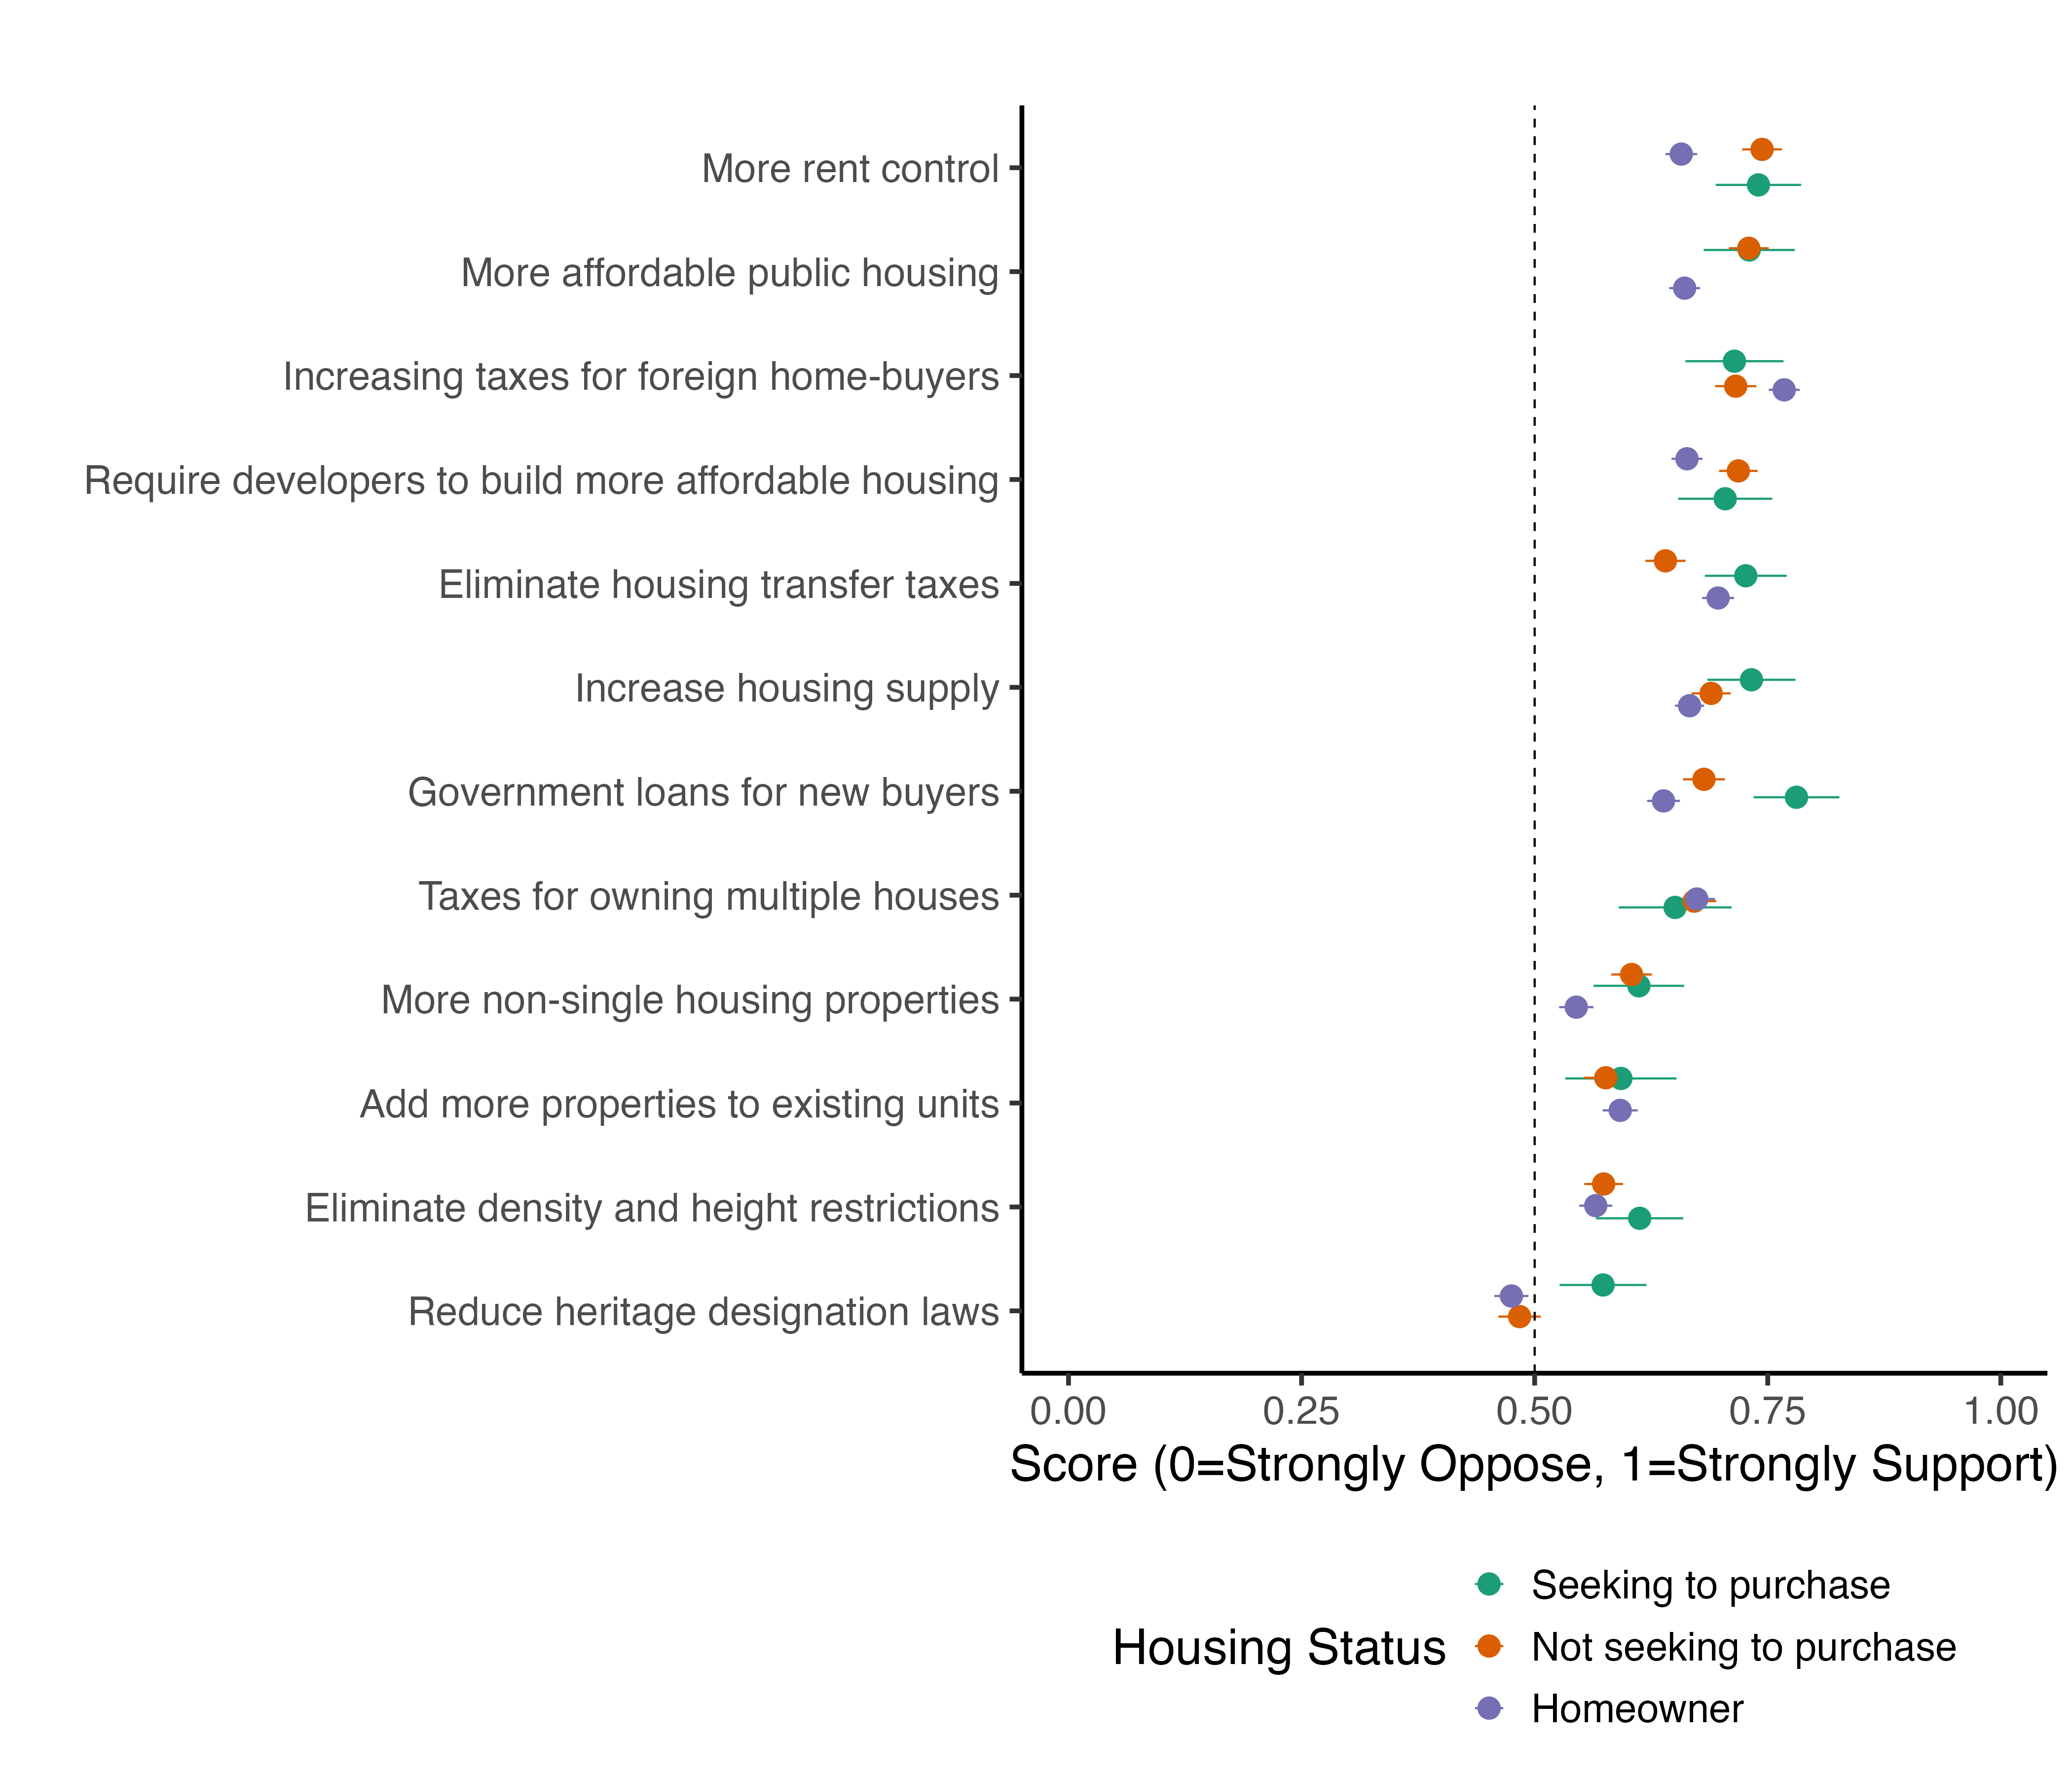 More rent control
More affordable public housing
Increasing taxes for foreign home-buyers
Require developers to build more affordable housing
Eliminate housing transfer taxes
Increase housing supply
Government loans for new buyers
Taxes for owning multiple houses
More non-single housing properties
Add more properties to existing units
Eliminate density and height restrictions
Reduce heritage designation laws
0.00 0.25 0.50 0.75 1.00
Score (0=Strongly Oppose, 1=Strongly Support)
Housing Status
Seeking to purchase
Not seeking to purchase
Homeowner